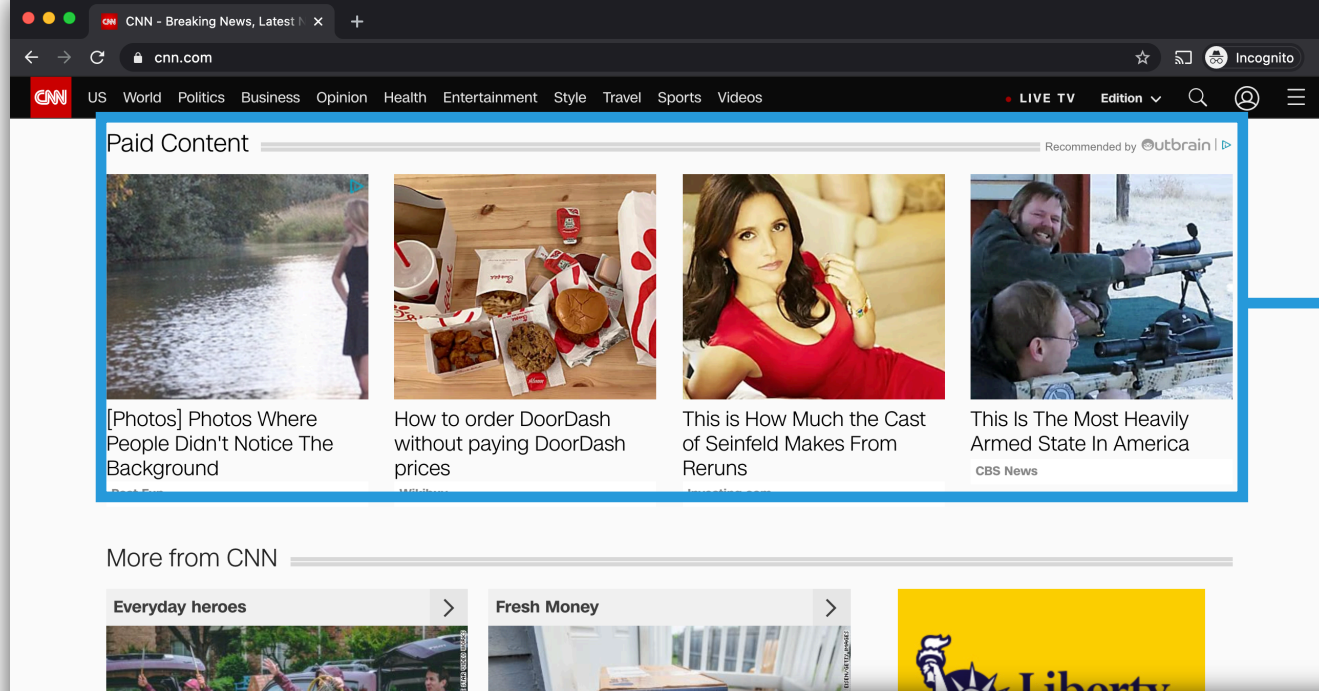 CNN - Breaking News, Latest N
cnn.com
Incognito
CNN
US World Politics Business Opinion Health Entertainment Style Travel Sports Videos
LIVE TV Edition
Paid Content
Recommended by Outbrain
[Photos] Photos Where
People Didn't Notice The
Background
How to order DoorDash
without paying DoorDash
prices
This is How Much the Cast
of Seinfeld Makes From
Reruns
This Is The Most Heavily
Armed State In America
CBS News
More from CNN
Everyday heroes
Fresh Money
Liberty